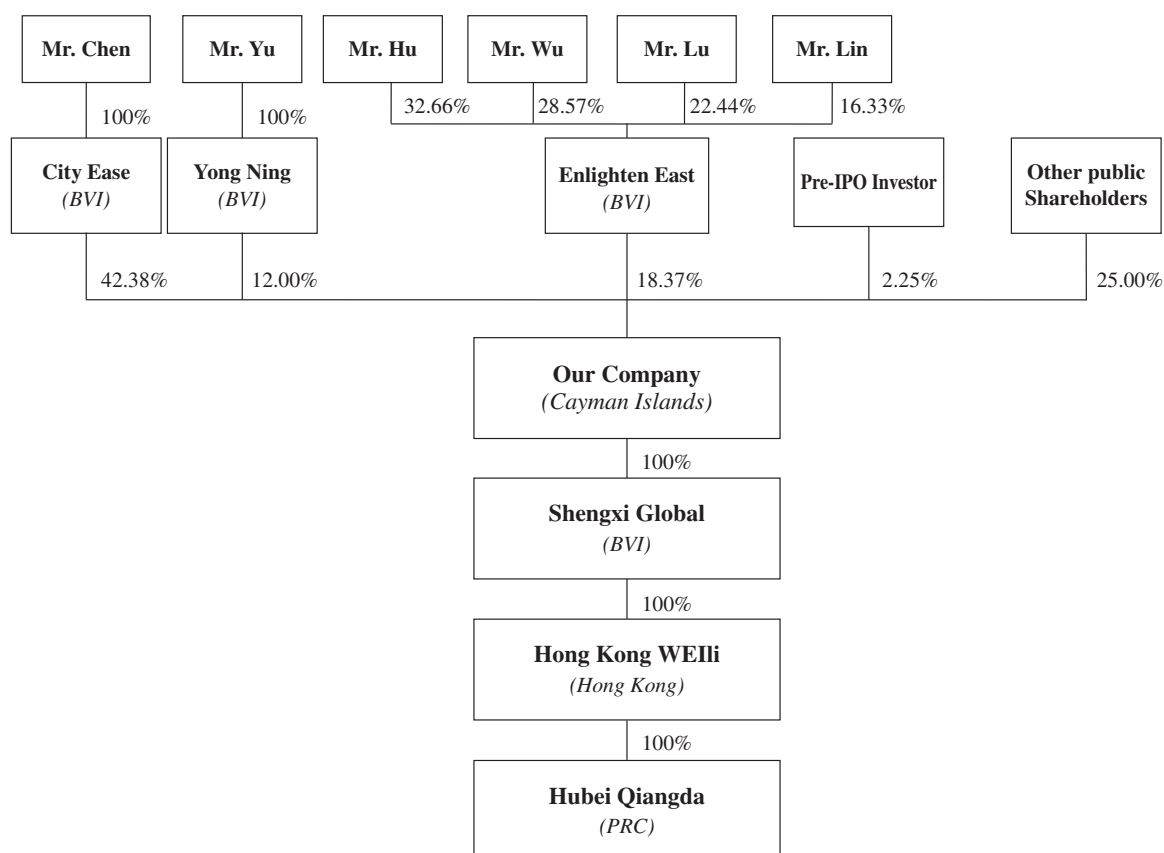 Mr. Chen
Mr. Yu
Mr. Hu
Mr. Wu
Mr. Lu
Mr. Lin
100%
100%
32.66%
28.57%
22.44%
16.33%
City Ease
(BVI)
Yong Ning
(BVI)
Enlighten East
(BVI)
Pre-IPO Investor
Other public
Shareholders
42.38%
12.00%
18.37%
2.25%
25.00%
Our Company
(Cayman Islands)
100%
Shengxi Global
(BVI)
100%
Hong Kong WEIli
(Hong Kong)
100%
Hubei Qiangda
(PRC)